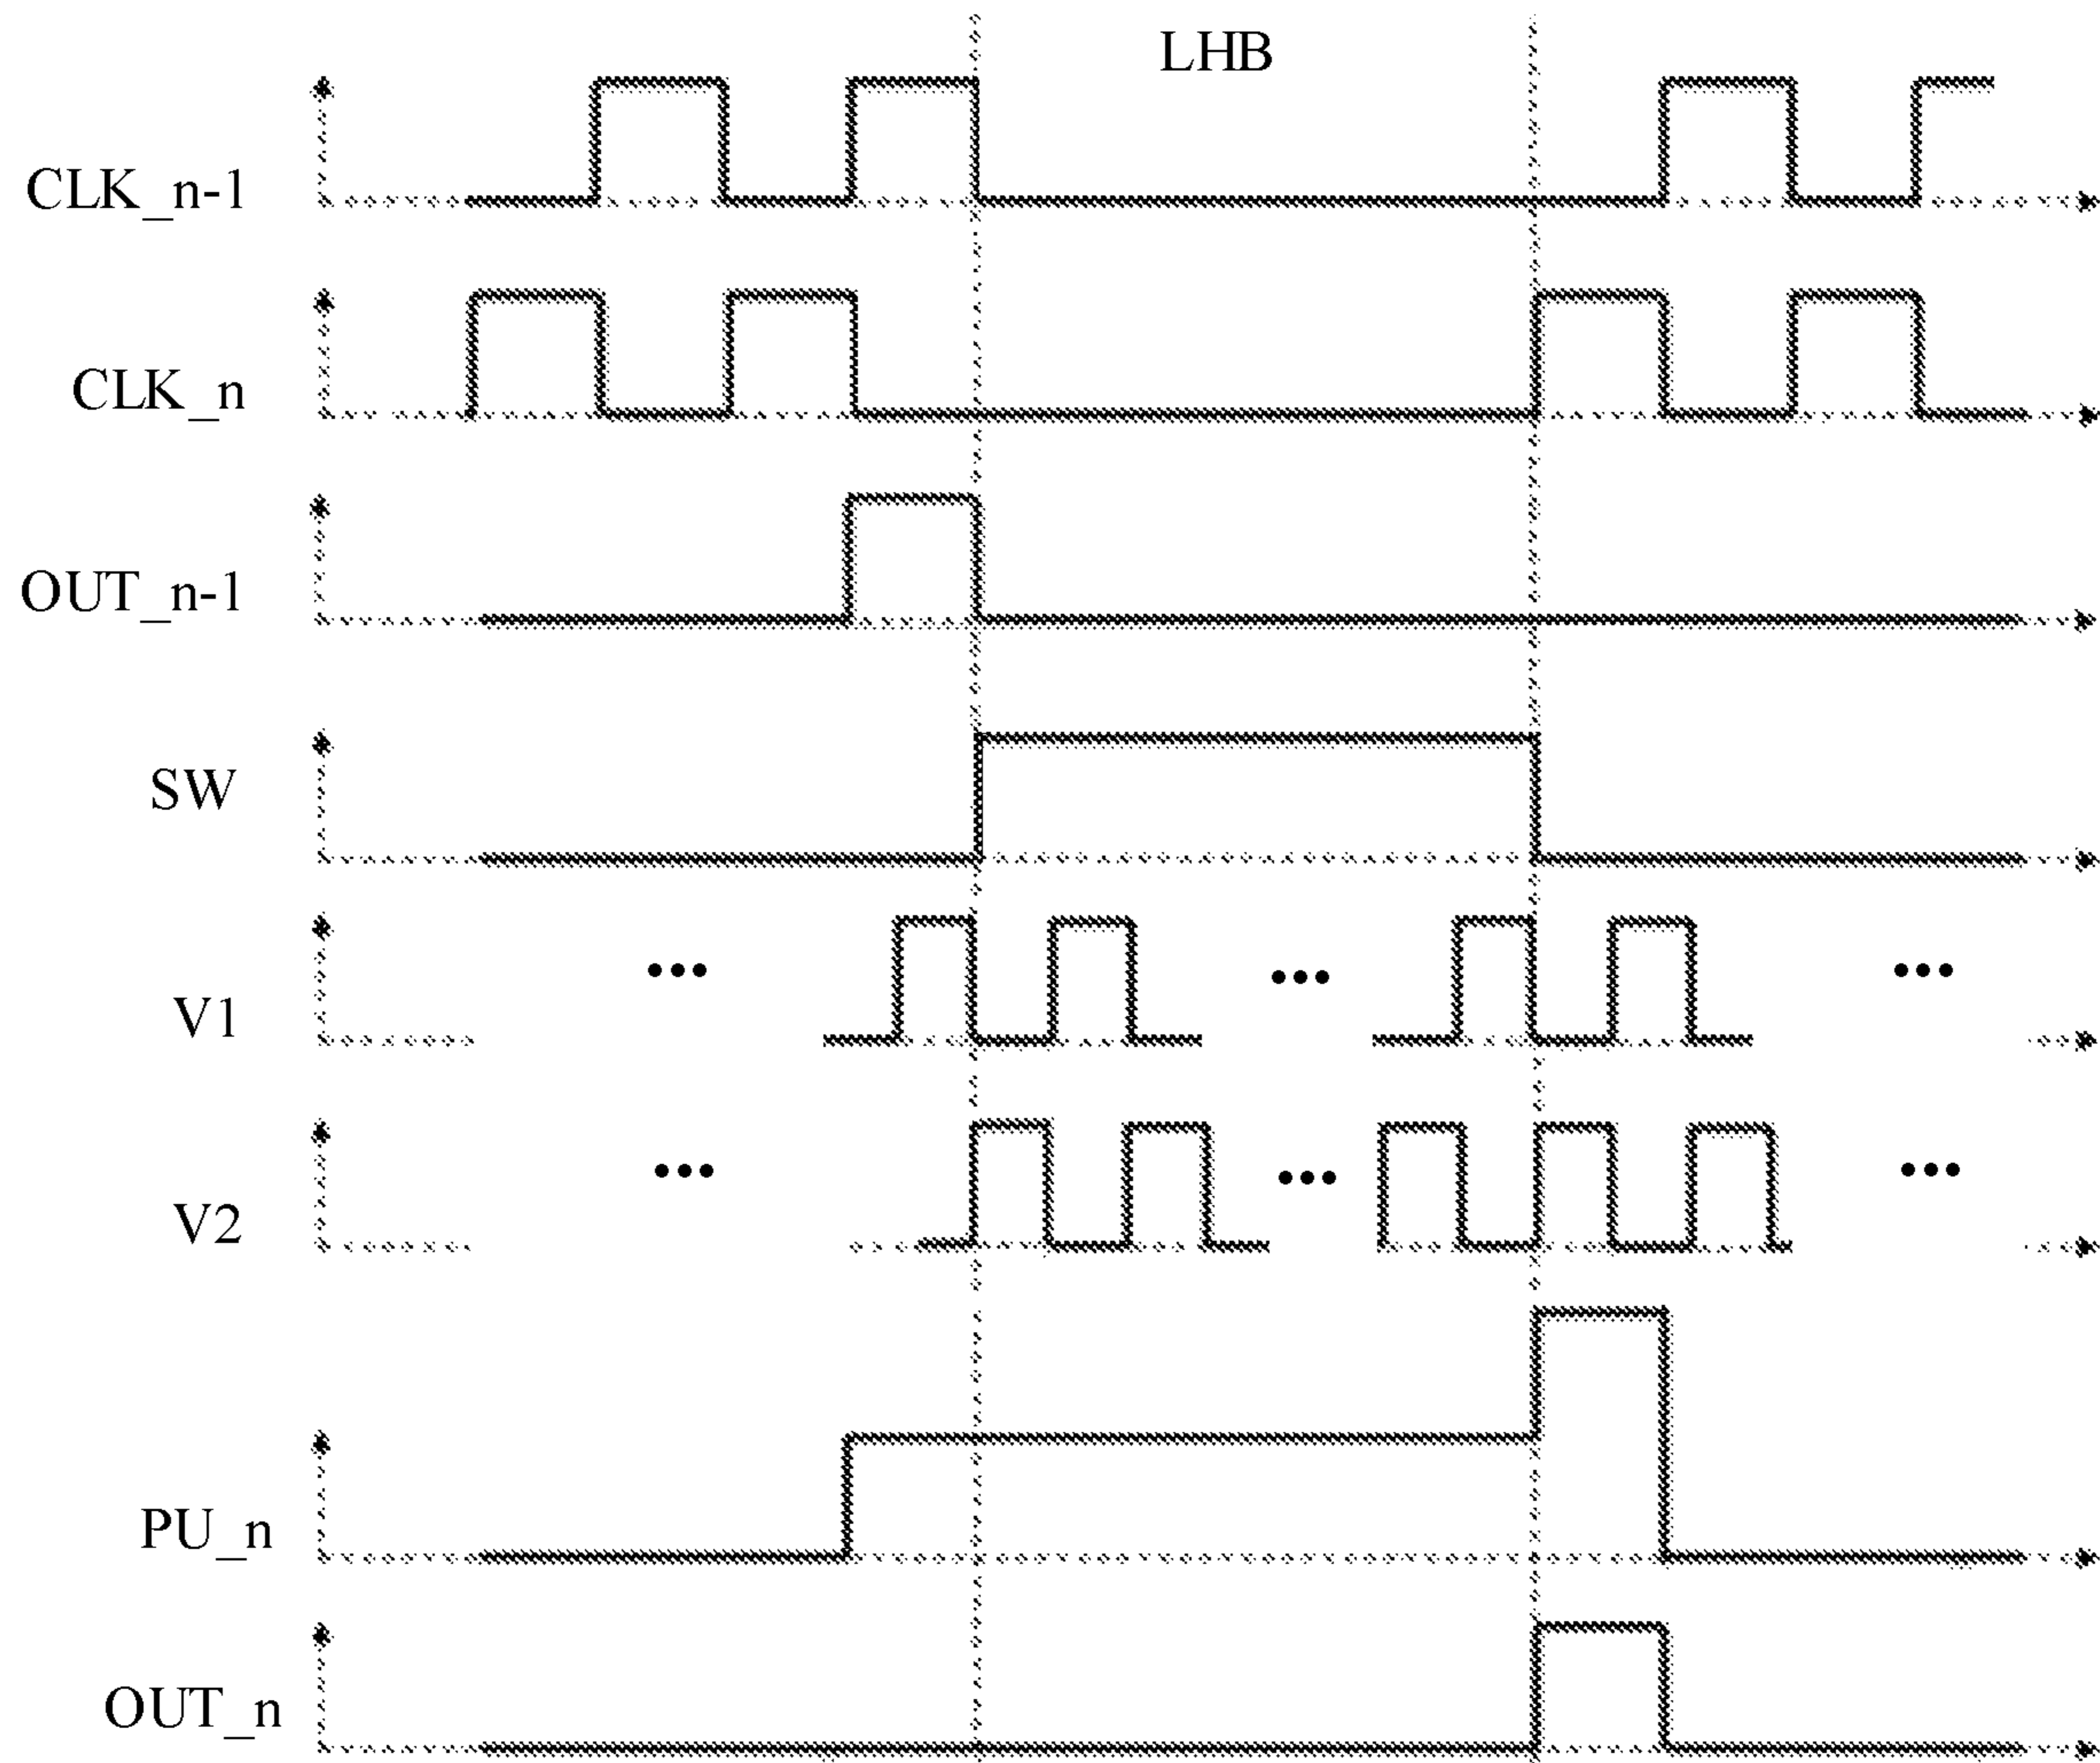 LHB
CLK_n-1
CLK_n
OUT_n-1
SW
V1
V2
PU_n
OUT_n